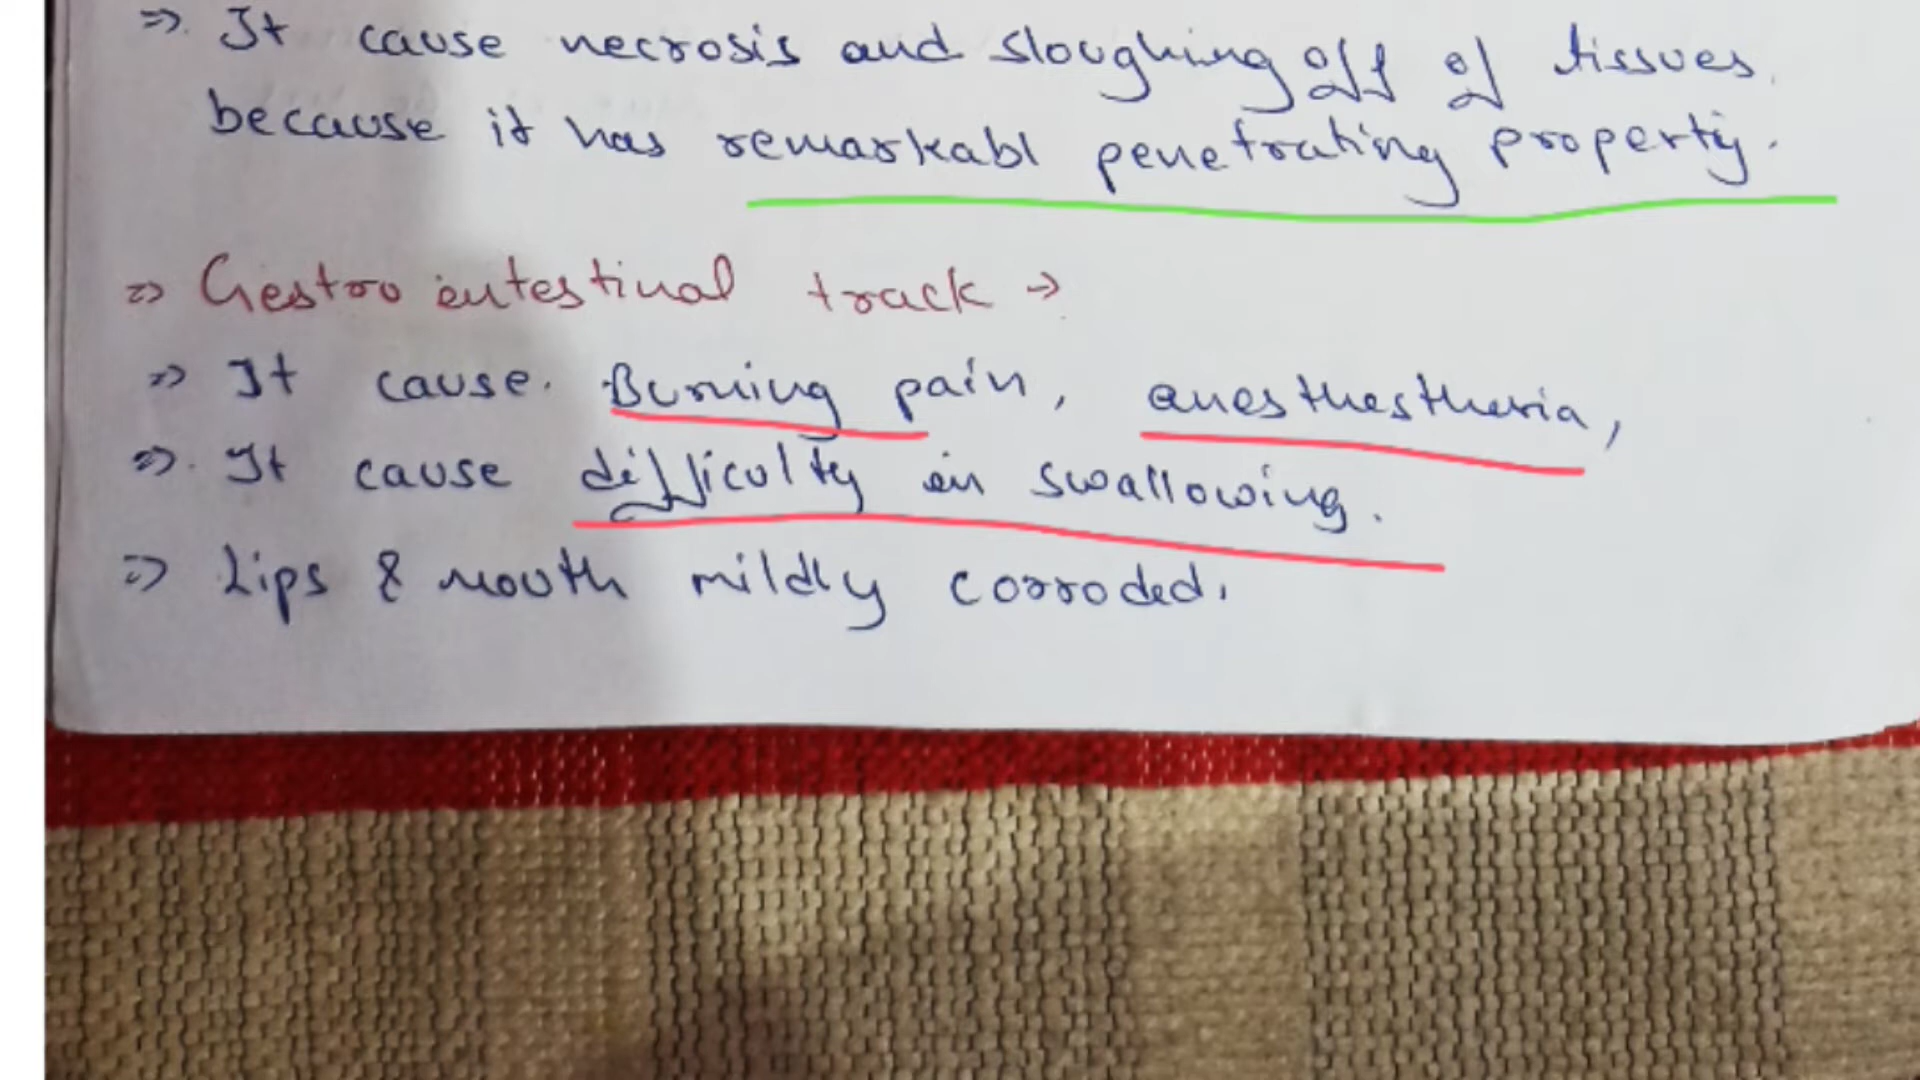 => It cause necrosis and sloughing off of tissues.
because it has remarkabl penetrating property.
=> Gestro intestinal track →
=> It cause. Burning pain, anesthestheria,
=> It cause difficulty in swallowing.
=> Lips & mouth mildly corroded.